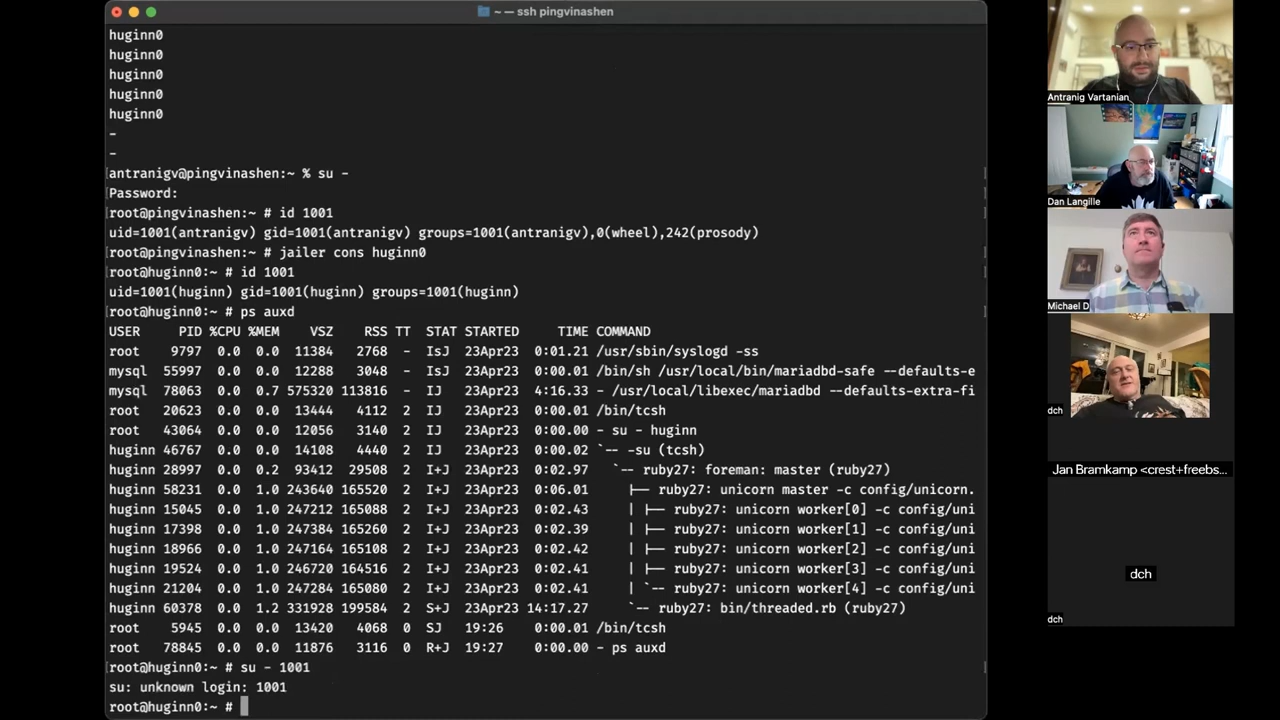 ~ — ssh pingvinashen
huginn0
huginn0
huginn0
huginn0
huginn0
-
-
antranigv@pingvinashen:~ % su -
Password:
root@pingvinashen:~ # id 1001
uid=1001(antranigv) gid=1001(antranigv) groups=1001(antranigv),0(wheel),242(prosody)
root@pingvinashen:~ # jailer cons huginn0
root@huginn0:~ # id 1001
uid=1001(huginn) gid=1001(huginn) groups=1001(huginn)
root@huginn0:~ # ps auxd
USER PID %CPU %MEM VSZ RSS TT STAT STARTED TIME COMMAND
root 9797 0.0 0.0 11384 2768 - IsJ 23Apr23 0:01.21 /usr/sbin/syslogd -ss
mysql 55997 0.0 0.0 12288 3048 - IsJ 23Apr23 0:00.01 /bin/sh /usr/local/bin/mariadbd-safe --defaults-e
mysql 78063 0.0 0.7 575320 113816 - IJ 23Apr23 4:16.33 - /usr/local/libexec/mariadbd --defaults-extra-fi
root 20623 0.0 0.0 13444 4112 2 IJ 23Apr23 0:00.01 /bin/tcsh
root 43064 0.0 0.0 12056 3140 2 IJ 23Apr23 0:00.00 - su - huginn
huginn 46767 0.0 0.0 14108 4440 2 IJ 23Apr23 0:00.02 `-- -su (tcsh)
huginn 28997 0.0 0.2 93412 29508 2 I+J 23Apr23 0:02.97 `-- ruby27: foreman: master (ruby27)
huginn 58231 0.0 1.0 243640 165520 2 I+J 23Apr23 0:06.01 ├── ruby27: unicorn master -c config/unicorn.
huginn 15045 0.0 1.0 247212 165088 2 I+J 23Apr23 0:02.43 | ├── ruby27: unicorn worker[0] -c config/uni
huginn 17398 0.0 1.0 247384 165260 2 I+J 23Apr23 0:02.39 | ├── ruby27: unicorn worker[1] -c config/uni
huginn 18966 0.0 1.0 247164 165108 2 I+J 23Apr23 0:02.42 | ├── ruby27: unicorn worker[2] -c config/uni
huginn 19524 0.0 1.0 246720 164516 2 I+J 23Apr23 0:02.41 | ├── ruby27: unicorn worker[3] -c config/uni
huginn 21204 0.0 1.0 247284 165080 2 I+J 23Apr23 0:02.41 | `-- ruby27: unicorn worker[4] -c config/uni
huginn 60378 0.0 1.2 331928 199584 2 S+J 23Apr23 14:17.27 `-- ruby27: bin/threaded.rb (ruby27)
root 5945 0.0 0.0 13420 4068 0 SJ 19:26 0:00.01 /bin/tcsh
root 78845 0.0 0.0 11876 3116 0 R+J 19:27 0:00.00 - ps auxd
root@huginn0:~ # su - 1001
su: unknown login: 1001
root@huginn0:~ #
Antranig Vartanian
Dan Langille
Michael D
dch
Jan Bramkamp <crest+freebs...
dch
dch